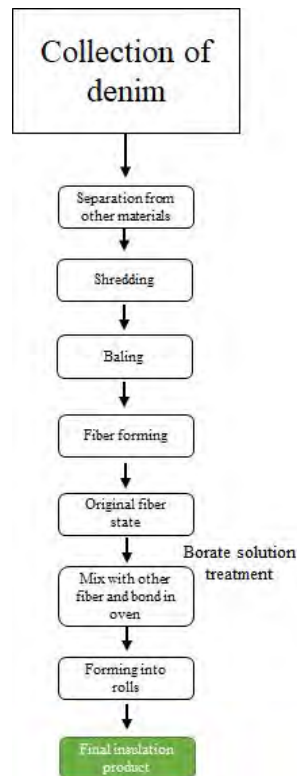 Collection of
denim
Separation from
other materials
Shredding
Baling
Fiber forming
Original fiber
state
Borate solution
treatment
Mix with other
fiber and bond in
oven
Forming into
rolls
Final insulation
product